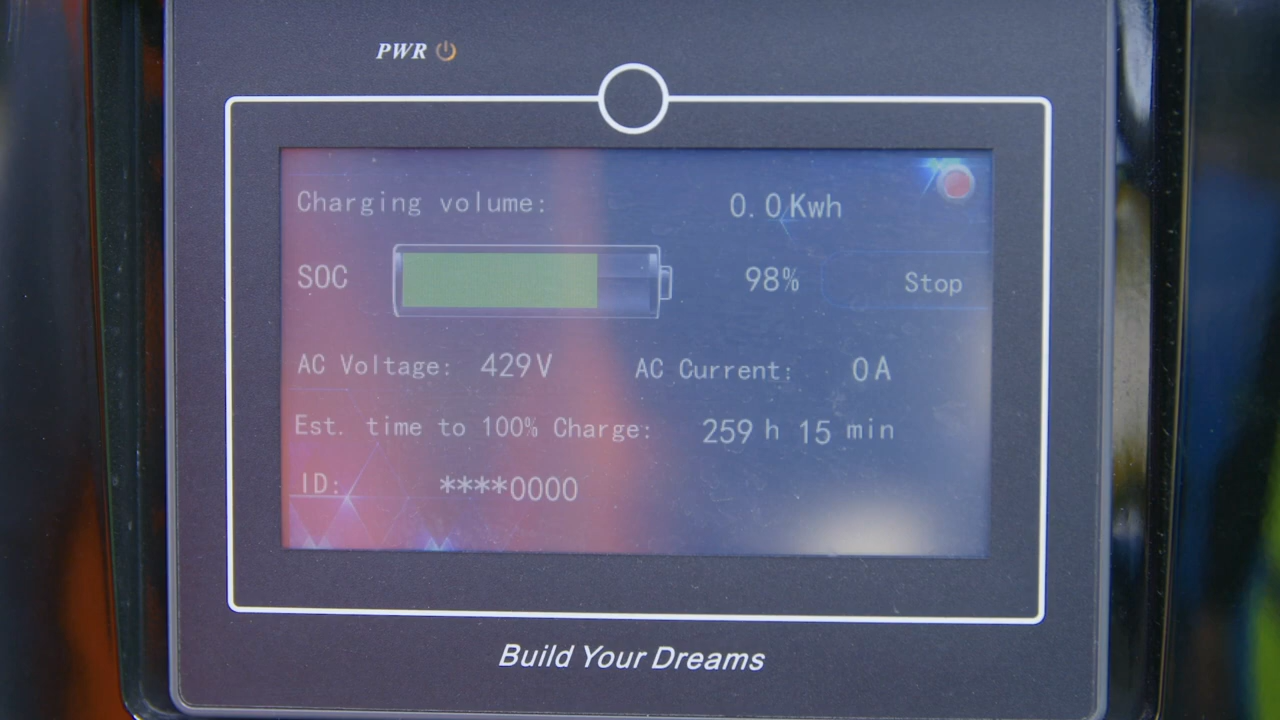 PWR
Charging volume: 0.0Kwh
SOC 98% Stop
AC Voltage: 429V AC Current: 0A
Est. time to 100% Charge: 259 h 15 min
ID: ****0000
Build Your Dreams